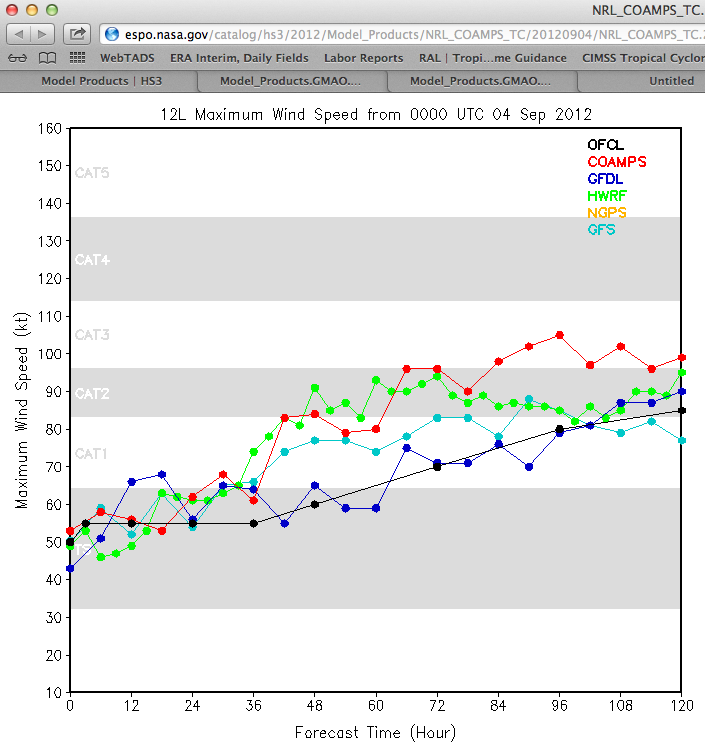 NRL_COAMPS_TC.
espo.nasa.gov/catalog/hs3/2012/Model_Products/NRL_COAMPS_TC/20120904/NRL_COAMPS_TC.2
WebTADS ERA Interim, Daily Fields Labor Reports RAL | Tropi...me Guidance CIMSS Tropical Cyclon
Model Products | HS3 Model_Products.GMAO.... Model_Products.GMAO.... Untitled
12L Maximum Wind Speed from 0000 UTC 04 Sep 2012
160
150
140
130
120
110
100
90
80
70
60
50
40
30
20
10
Maximum Wind Speed (kt)
CAT5
CAT4
CAT3
CAT2
CAT1
TS
OFCL
COAMPS
GFDL
HWRF
NGPS
GFS
0 12 24 36 48 60 72 84 96 108 120
Forecast Time (Hour)